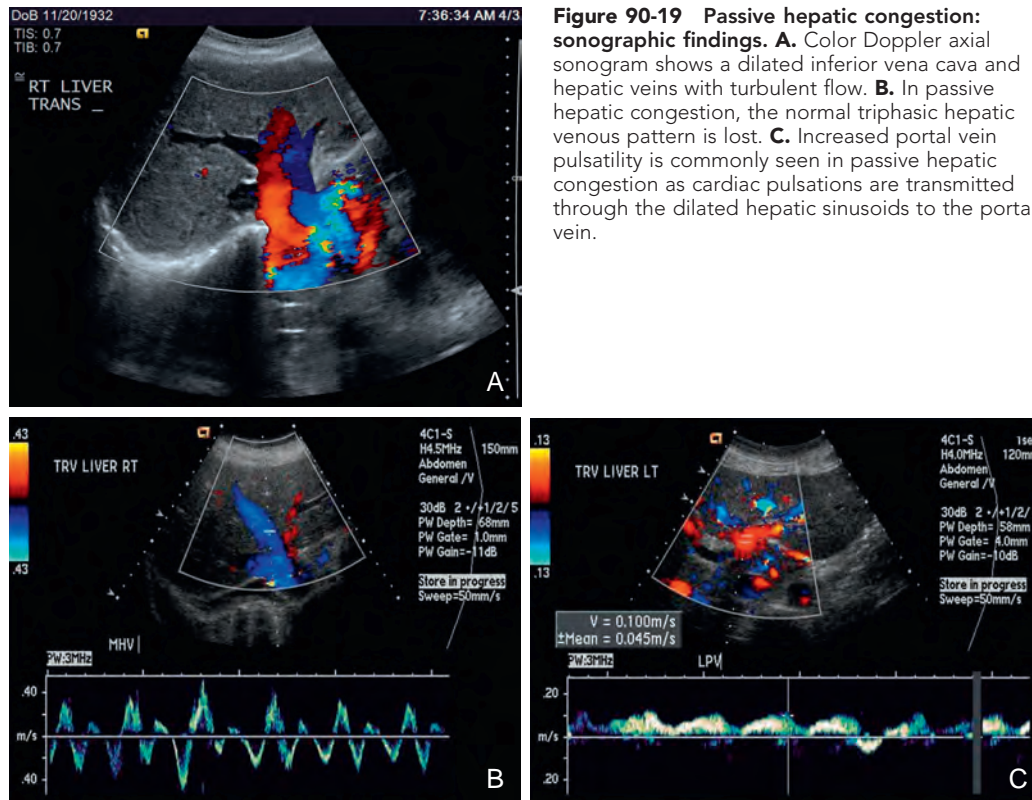 DoB 11/20/1932 7:36:34 AM 4/3
TIS: 0.7
TIB: 0.7
RT LIVER
TRANS _
A
Figure 90-19 Passive hepatic congestion:
sonographic findings. A. Color Doppler axial
sonogram shows a dilated inferior vena cava and
hepatic veins with turbulent flow. B. In passive
hepatic congestion, the normal triphasic hepatic
venous pattern is lost. C. Increased portal vein
pulsatility is commonly seen in passive hepatic
congestion as cardiac pulsations are transmitted
through the dilated hepatic sinusoids to the porta
vein.
.43
.43
TRV LIVER RT
4C1-S
H4.5MHz 150mm
Abdomen
General /V
30dB 2 +/+1/2/5
PW Depth= 68mm
PW Gate= 1.0mm
PW Gain=-11dB
Store in progress
Sweep=50mm/s
MHV
PW:3MHz
.40
m/s
.40
B
.13
.13
TRV LIVER LT
4C1-S 1se
H4.0MHz 120m
Abdomen
General /V
30dB 2 +/+1/2/
PW Depth= 58mm
PW Gate= 4.0mm
PW Gain=-10dB
Store in progress
Sweep=50mm/s
V = 0.100m/s
±Mean = 0.045m/s
PW:3MHz
LPV
.20
m/s
.20
C